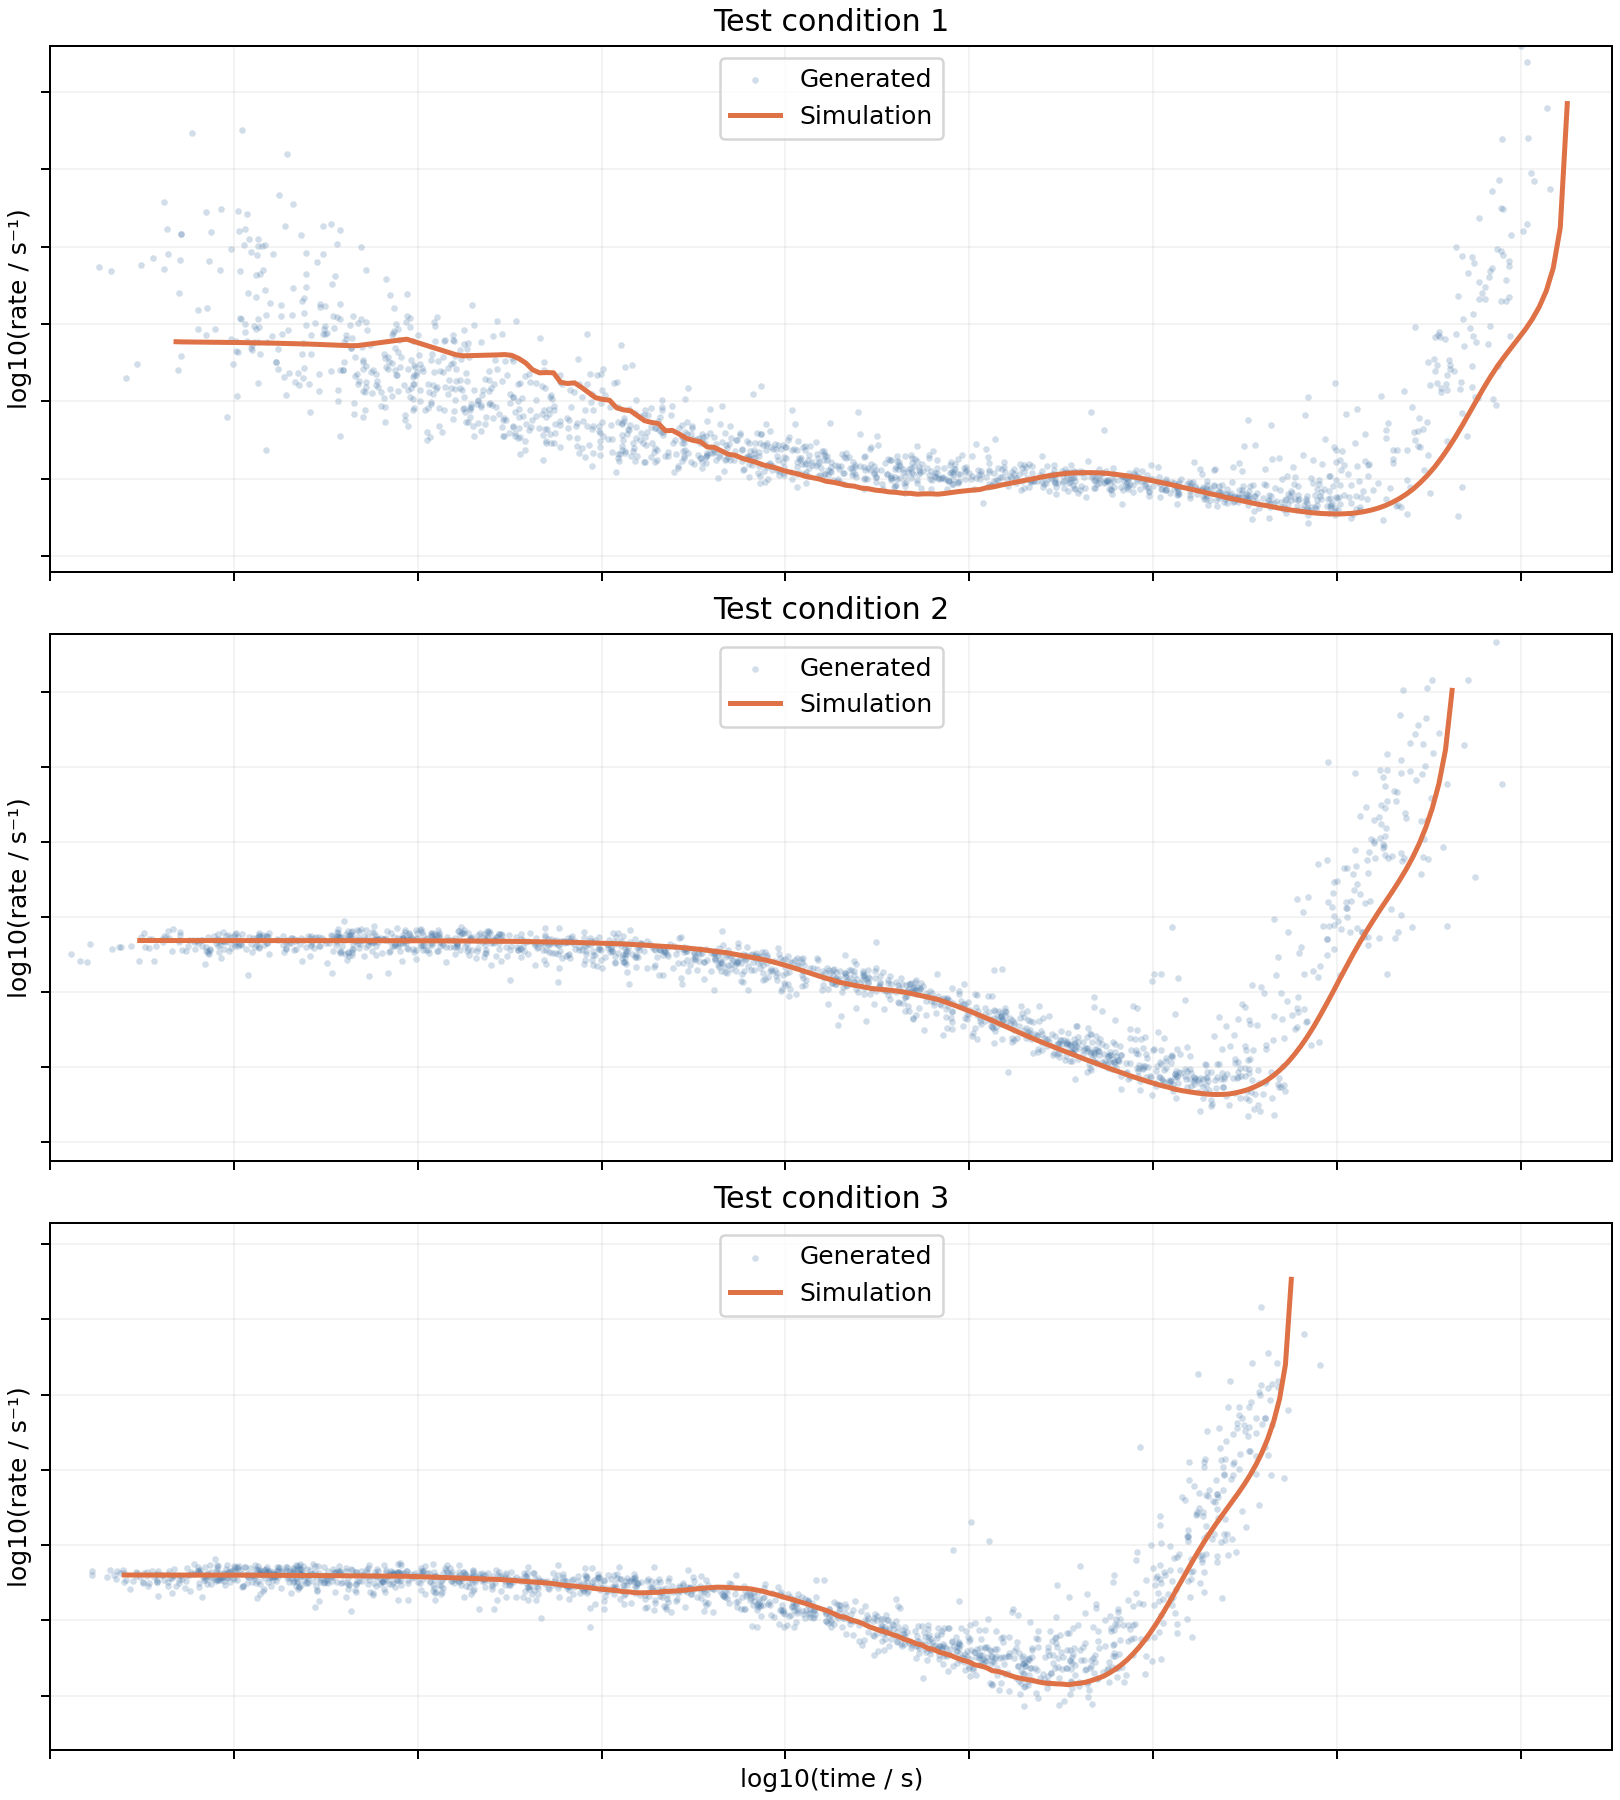 Test condition 1
Generated
Simulation
log10(rate / s⁻¹)
Test condition 2
Generated
Simulation
log10(rate / s⁻¹)
Test condition 3
Generated
Simulation
log10(rate / s⁻¹)
log10(time / s)